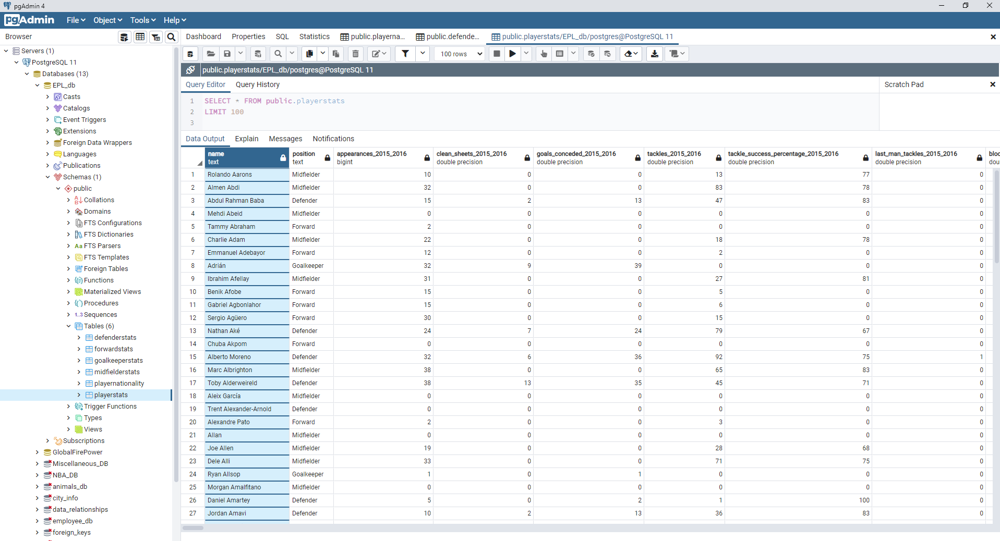 pgAdmin 4
pgAdmin File Object Tools Help
Browser
Dashboard Properties SQL Statistics public.playerna... public.defende... public.playerstats/EPL_db/postgres@PostgreSQL 11
100 rows
public.playerstats/EPL_db/postgres@PostgreSQL 11
Query Editor Query History
Scratch Pad
1 SELECT * FROM public.playerstats
2 LIMIT 100
3
Servers (1)
PostgreSQL 11
Databases (13)
EPL_db
Casts
Catalogs
Event Triggers
Extensions
Foreign Data Wrappers
Languages
Publications
Schemas (1)
public
Collations
Domains
FTS Configurations
FTS Dictionaries
Aa FTS Parsers
FTS Templates
Foreign Tables
Functions
Materialized Views
Procedures
1..3 Sequences
Tables (6)
defenderstats
forwardstats
goalkeeperstats
midfielderstats
playernationality
playerstats
Trigger Functions
Types
Views
Subscriptions
GlobalFirePower
Miscellaneous_DB
NBA_DB
animals_db
city_info
data_relationships
employee_db
foreign_keys
Data Output Explain Messages Notifications
name position appearances_2015_2016 clean_sheets_2015_2016 goals_conceded_2015_2016 tackles_2015_2016 tackle_success_percentage_2015_2016 last_man_tackles_2015_2016 bloc
text text bigint double precision double precision double precision double precision double precision dou
1 Rolando Aarons Midfielder 10 0 0 13 77 0
2 Almen Abdi Midfielder 32 0 0 83 78 0
3 Abdul Rahman Baba Defender 15 2 13 47 83 0
4 Mehdi Abeid Midfielder 0 0 0 0 0 0
5 Tammy Abraham Forward 2 0 0 0 0 0
6 Charlie Adam Midfielder 22 0 0 18 78 0
7 Emmanuel Adebayor Forward 12 0 0 2 0 0
8 Adrián Goalkeeper 32 9 39 0 0 0
9 Ibrahim Afellay Midfielder 31 0 0 27 81 0
10 Benik Afobe Forward 15 0 0 5 0 0
11 Gabriel Agbonlahor Forward 15 0 0 6 0 0
12 Sergio Agüero Forward 30 0 0 15 0 0
13 Nathan Aké Defender 24 7 24 79 67 0
14 Chuba Akpom Forward 0 0 0 0 0 0
15 Alberto Moreno Defender 32 6 36 92 75 1
16 Marc Albrighton Midfielder 38 0 0 65 83 0
17 Toby Alderweireld Defender 38 13 35 45 71 0
18 Aleix García Midfielder 0 0 0 0 0 0
19 Trent Alexander-Arnold Defender 0 0 0 0 0 0
20 Alexandre Pato Forward 2 0 0 3 0 0
21 Allan Midfielder 0 0 0 0 0 0
22 Joe Allen Midfielder 19 0 0 28 68 0
23 Dele Alli Midfielder 33 0 0 71 75 0
24 Ryan Allsop Goalkeeper 1 0 1 0 0 0
25 Morgan Amalfitano Midfielder 0 0 0 0 0 0
26 Daniel Amartey Defender 5 0 2 1 100 0
27 Jordan Amavi Defender 10 2 13 36 83 0